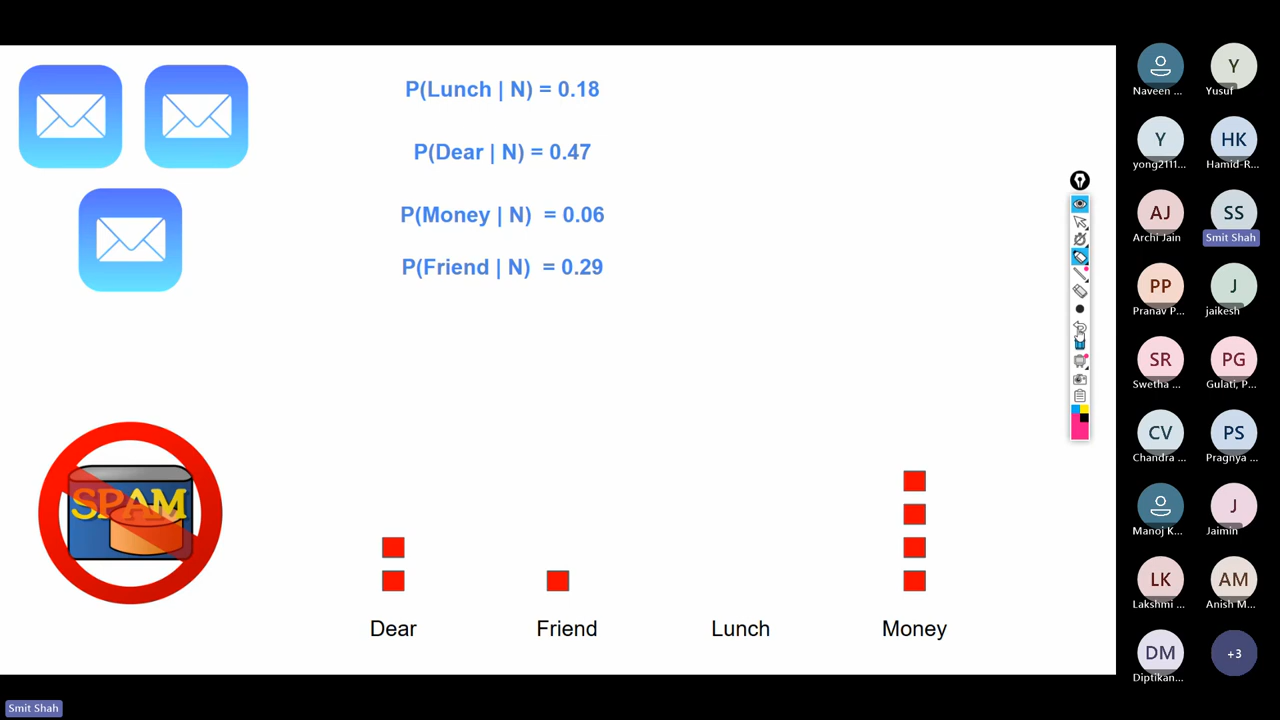 P(Lunch | N) = 0.18
P(Dear | N) = 0.47
P(Money | N) = 0.06
P(Friend | N) = 0.29
SPAM
Dear
Friend
Lunch
Money
Naveen ...
Y
Yusuf
Y
yong2111...
HK
Hamid-R...
AJ
Archi Jain
SS
Smit Shah
PP
Pranav P...
J
jaikesh
SR
Swetha ...
PG
Gulati, P...
CV
Chandra ...
PS
Pragnya ...
Manoj K...
J
Jaimin
LK
Lakshmi ...
AM
Anish M...
DM
Diptikan...
+3
Smit Shah